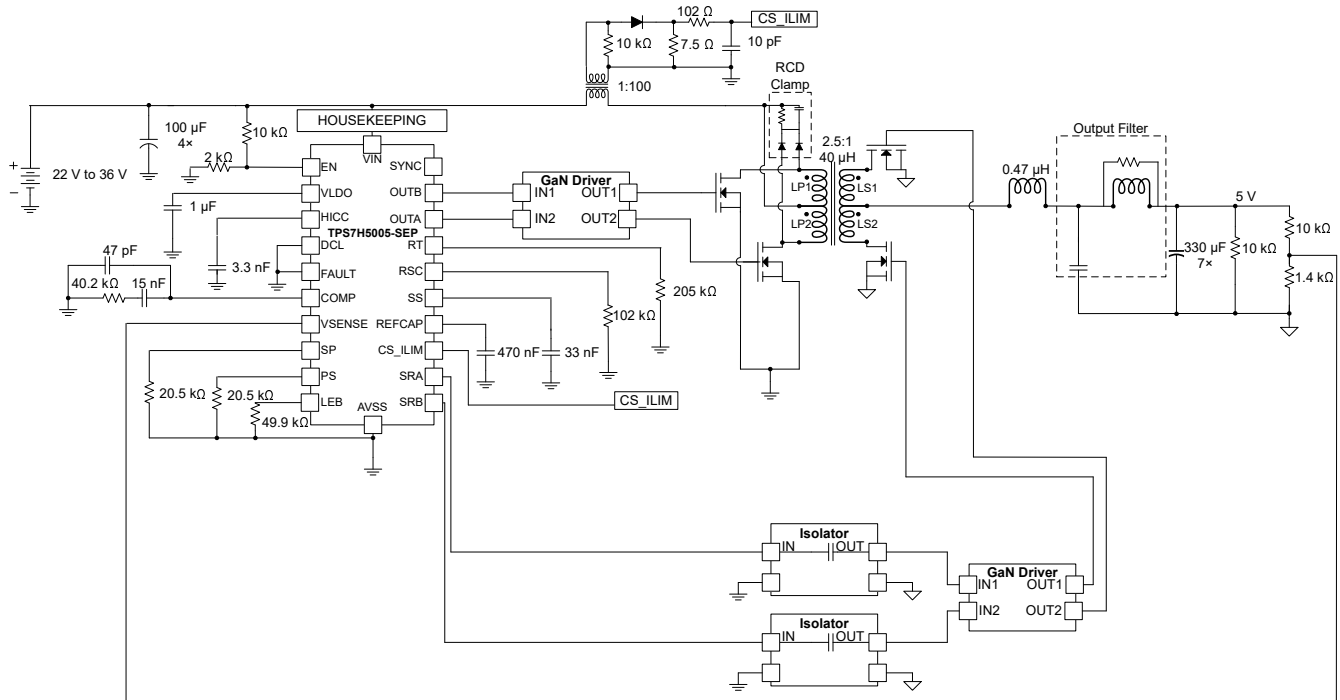 102 Ω
CS_ILIM
10 kΩ
7.5 Ω
10 pF
1:100
RCD
Clamp
HOUSEKEEPING
100 µF
4×
10 kΩ
2 kΩ
+
-
22 V to 36 V
1 µF
47 pF
40.2 kΩ
15 nF
3.3 nF
VIN
EN
SYNC
VLDO
OUTB
HICC
OUTA
TPS7H5005-SEP
DCL
RT
FAULT
RSC
COMP
SS
VSENSE
REFCAP
SP
CS_ILIM
PS
SRA
LEB
SRB
AVSS
20.5 kΩ
20.5 kΩ
49.9 kΩ
GaN Driver
IN1
OUT1
IN2
OUT2
205 kΩ
102 kΩ
470 nF
33 nF
CS_ILIM
2.5:1
40 µH
LP1
LS1
LP2
LS2
0.47 µH
Output Filter
5 V
330 µF
7×
10 kΩ
10 kΩ
1.4 kΩ
Isolator
IN
OUT
Isolator
IN
OUT
GaN Driver
IN1
OUT1
IN2
OUT2